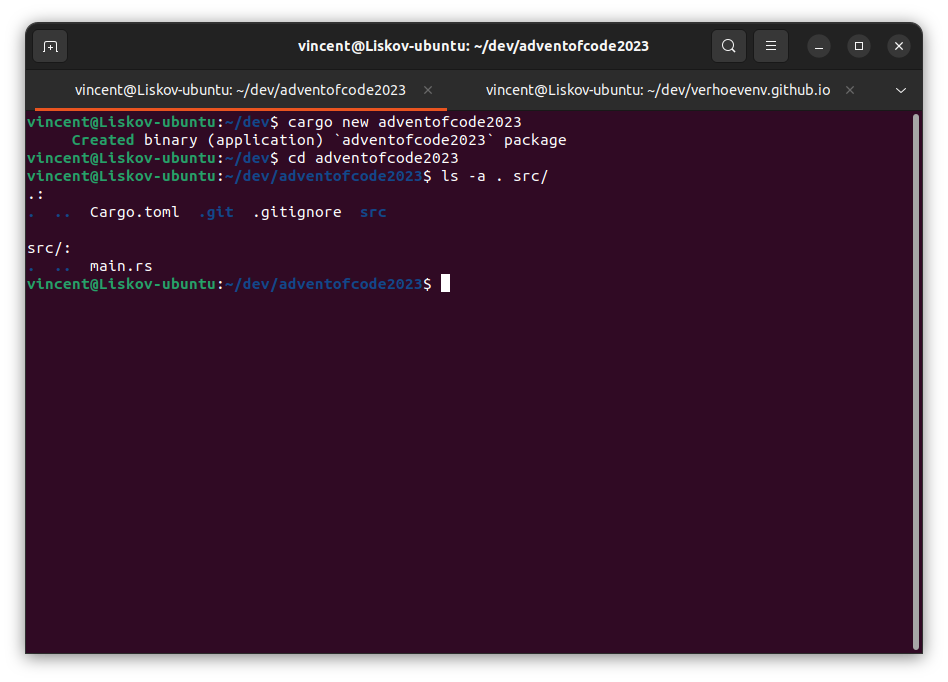 vincent@Liskov-ubuntu: ~/dev/adventofcode2023
vincent@Liskov-ubuntu: ~/dev/adventofcode2023
vincent@Liskov-ubuntu: ~/dev/verhoevenv.github.io
vincent@Liskov-ubuntu:~/dev$ cargo new adventofcode2023
     Created binary (application) `adventofcode2023` package
vincent@Liskov-ubuntu:~/dev$ cd adventofcode2023
vincent@Liskov-ubuntu:~/dev/adventofcode2023$ ls -a . src/
.:
.  ..  Cargo.toml  .git  .gitignore  src
src/:
.  ..  main.rs
vincent@Liskov-ubuntu:~/dev/adventofcode2023$